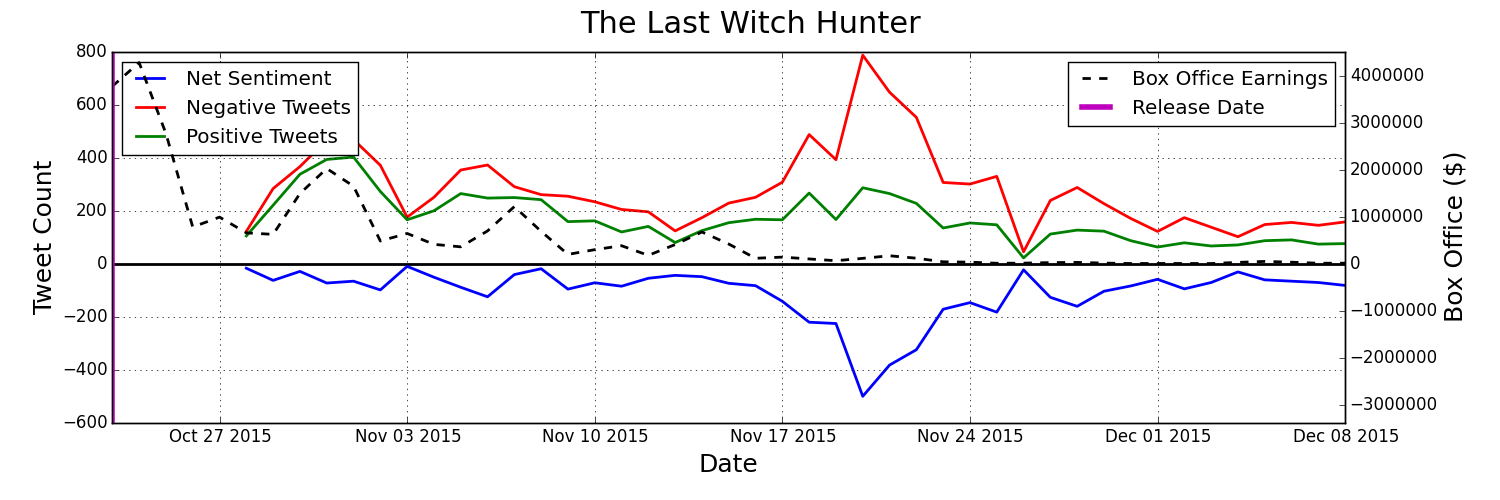 The Last Witch Hunter
Net Sentiment
Negative Tweets
Positive Tweets
Box Office Earnings
Release Date
800
600
400
200
0
−200
−400
−600
Tweet Count
4000000
3000000
2000000
1000000
0
−1000000
−2000000
−3000000
Box Office ($)
Oct 27 2015 Nov 03 2015 Nov 10 2015 Nov 17 2015 Nov 24 2015 Dec 01 2015 Dec 08 2015
Date